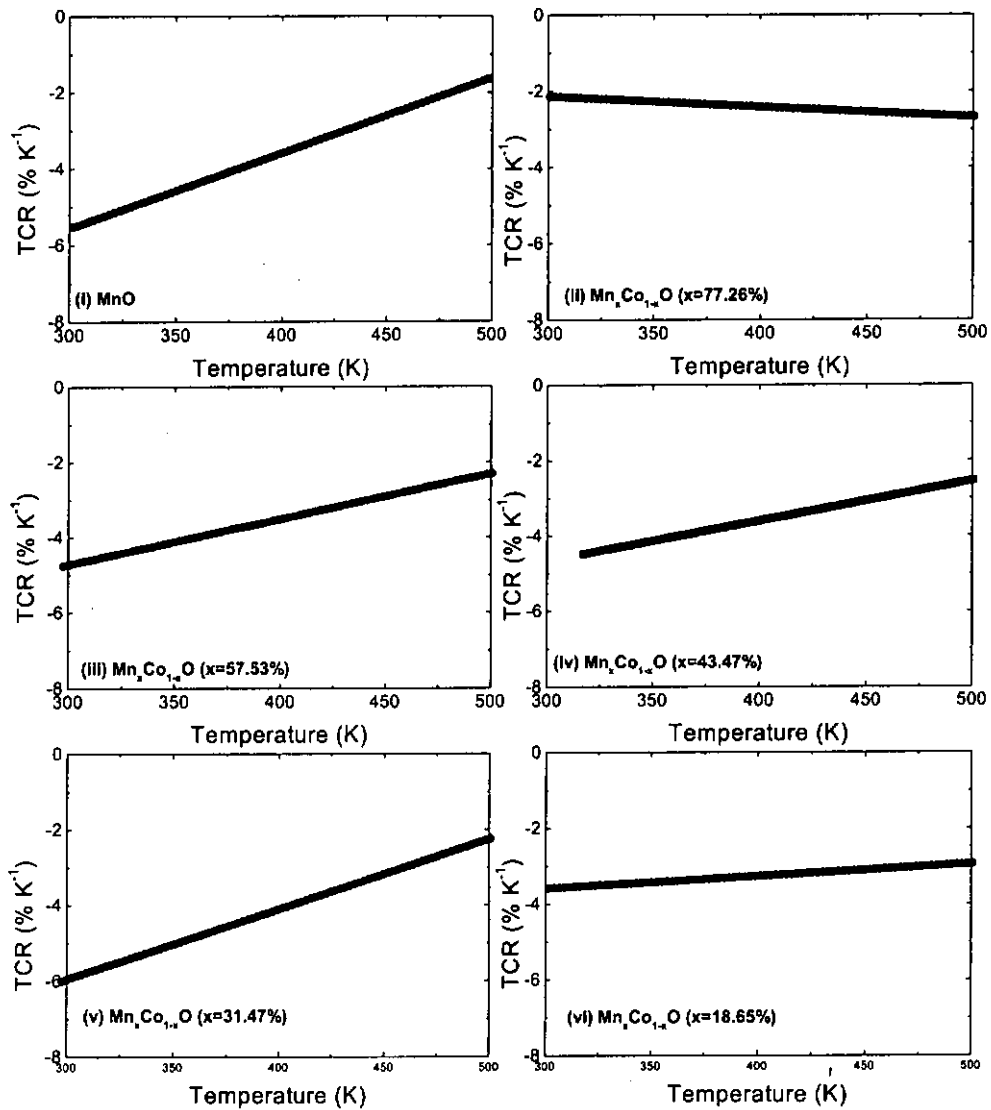 0
-2
-4
-6
-8
TCR (% K⁻¹)
(i) MnO
300 350 400 450 500
Temperature (K)
0
-2
-4
-6
-8
TCR (% K⁻¹)
(ii) MnₓCo₁₋ₓO (x=77.26%)
300 350 400 450 500
Temperature (K)
0
-2
-4
-6
-8
TCR (% K⁻¹)
(iii) MnₓCo₁₋ₓO (x=57.53%)
300 350 400 450 500
Temperature (K)
0
-2
-4
-6
-8
TCR (% K⁻¹)
(iv) MnₓCo₁₋ₓO (x=43.47%)
300 350 400 450 500
Temperature (K)
0
-2
-4
-6
-8
TCR (% K⁻¹)
(v) MnₓCo₁₋ₓO (x=31.47%)
300 350 400 450 500
Temperature (K)
0
-2
-4
-6
-8
TCR (% K⁻¹)
(vi) MnₓCo₁₋ₓO (x=18.65%)
300 350 400 450 500
Temperature (K)